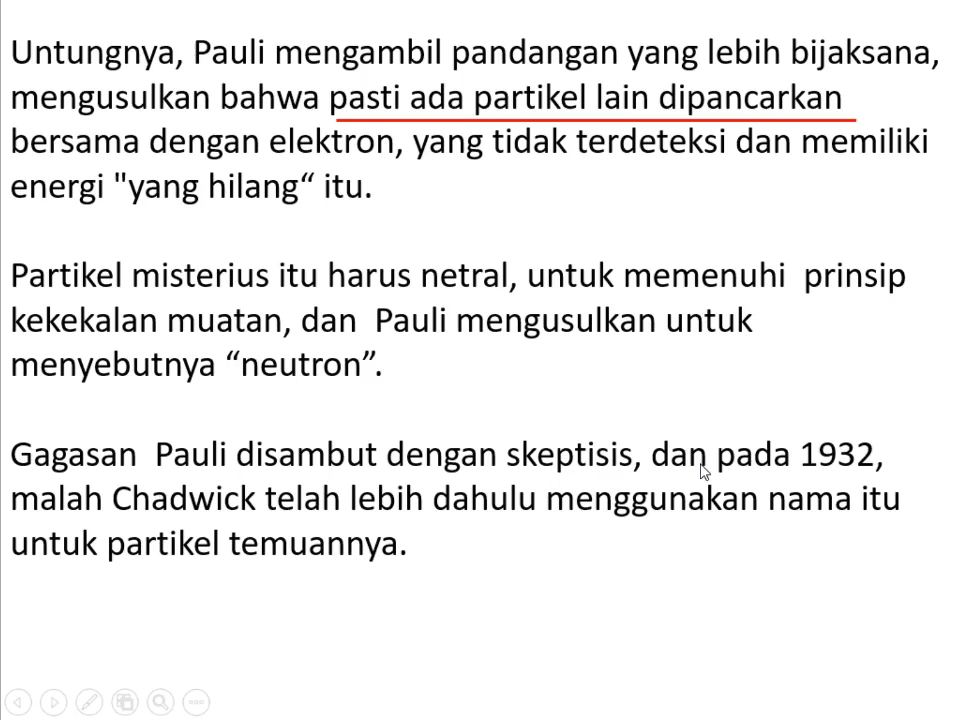 Untungnya, Pauli mengambil pandangan yang lebih bijaksana,
mengusulkan bahwa pasti ada partikel lain dipancarkan
bersama dengan elektron, yang tidak terdeteksi dan memiliki
energi "yang hilang“ itu.
Partikel misterius itu harus netral, untuk memenuhi  prinsip
kekekalan muatan, dan  Pauli mengusulkan untuk
menyebutnya “neutron”.
Gagasan  Pauli disambut dengan skeptisis, dan pada 1932,
malah Chadwick telah lebih dahulu menggunakan nama itu
untuk partikel temuannya.